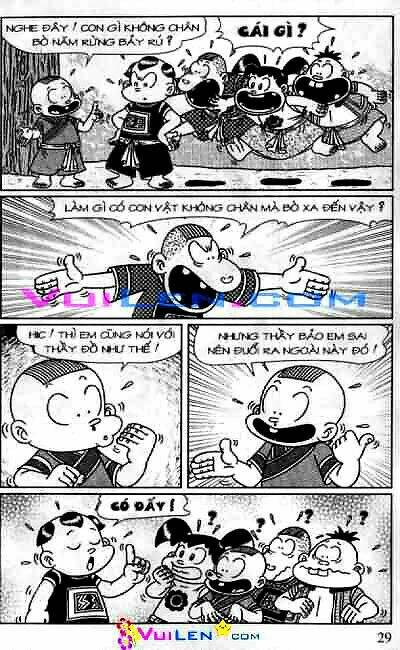 NGHE ĐÂY! CON GÌ KHÔNG CHÂN
BÒ NĂM RỪNG BẢY RÚ?
CÁI GÌ?
LÀM GÌ CÓ CON VẬT KHÔNG CHÂN MÀ BÒ XA ĐẾN VẬY?
VUILEN.COM
HIC! THÌ EM CŨNG NÓI VỚI
THẦY ĐỒ NHƯ THẾ!
NHƯNG THẦY BẢO EM SAI
NÊN ĐUỔI RA NGOÀI NÀY ĐÓ!
CÓ ĐẤY!
? ? ? ? ?
VUILEN.COM
29